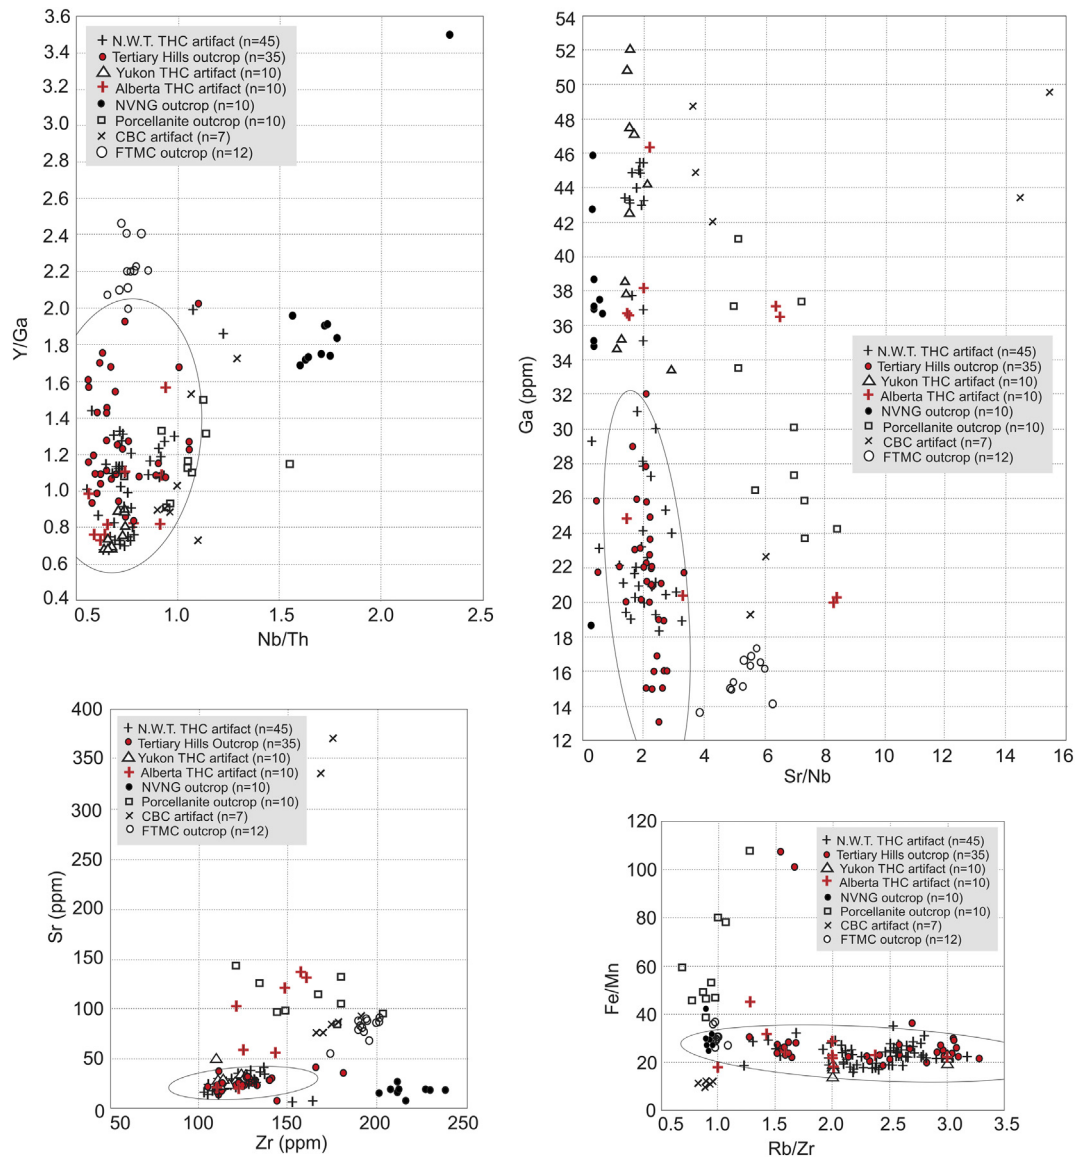 3.6
3.4
3.2
3.0
2.8
2.6
2.4
2.2
2.0
1.8
1.6
1.4
1.2
1.0
0.8
0.6
0.4
Y/Ga
N.W.T. THC artifact (n=45)
Tertiary Hills outcrop (n=35)
Yukon THC artifact (n=10)
Alberta THC artifact (n=10)
NVNG outcrop (n=10)
Porcellanite outcrop (n=10)
CBC artifact (n=7)
FTMC outcrop (n=12)
0.5 1.0 1.5 2.0 2.5
Nb/Th
54
52
50
48
46
44
42
40
38
36
34
32
30
28
26
24
22
20
18
16
14
12
Ga (ppm)
N.W.T. THC artifact (n=45)
Tertiary Hills outcrop (n=35)
Yukon THC artifact (n=10)
Alberta THC artifact (n=10)
NVNG outcrop (n=10)
Porcellanite outcrop (n=10)
CBC artifact (n=7)
FTMC outcrop (n=12)
0 2 4 6 8 10 12 14 16
Sr/Nb
400
350
300
250
200
150
100
50
0
Sr (ppm)
N.W.T. THC artifact (n=45)
Tertiary Hills Outcrop (n=35)
Yukon THC artifact (n=10)
Alberta THC artifact (n=10)
NVNG outcrop (n=10)
Porcellanite outcrop (n=10)
CBC artifact (n=7)
FTMC outcrop (n=12)
50 100 150 200 250
Zr (ppm)
120
100
80
60
40
20
0
Fe/Mn
N.W.T. THC artifact (n=45)
Tertiary Hills outcrop (n=35)
Yukon THC artifact (n=10)
Alberta THC artifact (n=10)
NVNG outcrop (n=10)
Porcellanite outcrop (n=10)
CBC artifact (n=7)
FTMC outcrop (n=12)
0.5 1.0 1.5 2.0 2.5 3.0 3.5
Rb/Zr